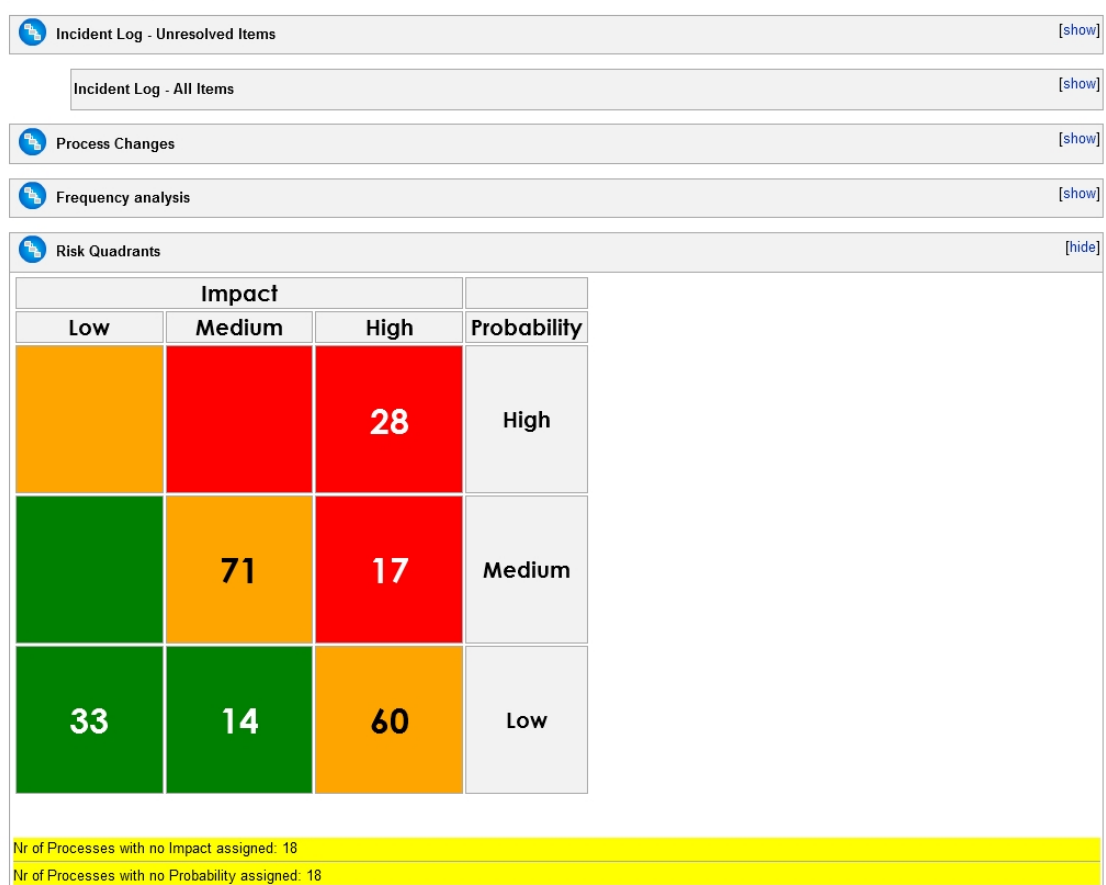 Incident Log - Unresolved Items [show]
Incident Log - All Items [show]
Process Changes [show]
Frequency analysis [show]
Risk Quadrants [hide]
Impact
Low Medium High Probability
28 High
71 17 Medium
33 14 60 Low
Nr of Processes with no Impact assigned: 18
Nr of Processes with no Probability assigned: 18